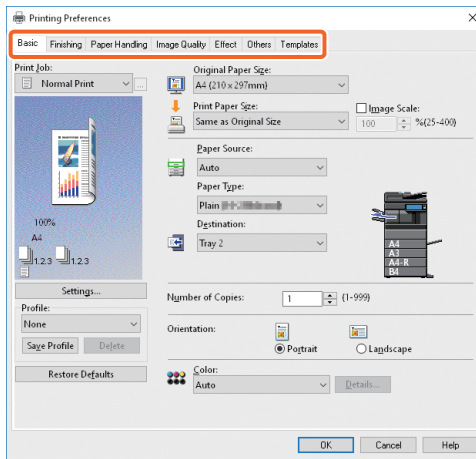 Printing Preferences
Basic Finishing Paper Handling Image Quality Effect Others Templates
Print Job:
Normal Print
...
100%
A4
1.2.3 1.2.3
Settings...
Profile:
None
Save Profile Delete
Restore Defaults
Original Paper Size:
A4 (210 x 297mm)
Print Paper Size:
Same as Original Size
Image Scale:
100 %(25-400)
Paper Source:
Auto
Paper Type:
Plain
Destination:
Tray 2
A4
A3
A4-R
B4
Number of Copies: 1 (1-999)
Orientation:
Portrait Landscape
Color:
Auto Details...
OK Cancel Help